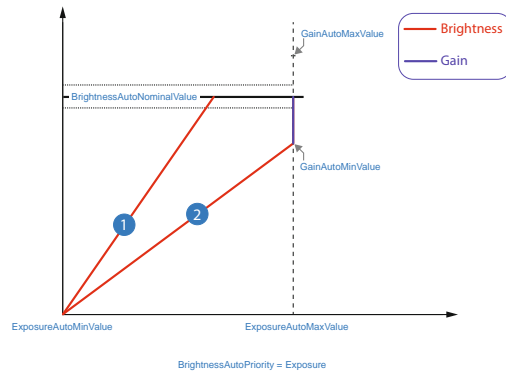 GainAutoMaxValue
Brightness
Gain
BrightnessAutoNominalValue
GainAutoMinValue
1
2
ExposureAutoMinValue
ExposureAutoMaxValue
BrightnessAutoPriority = Exposure